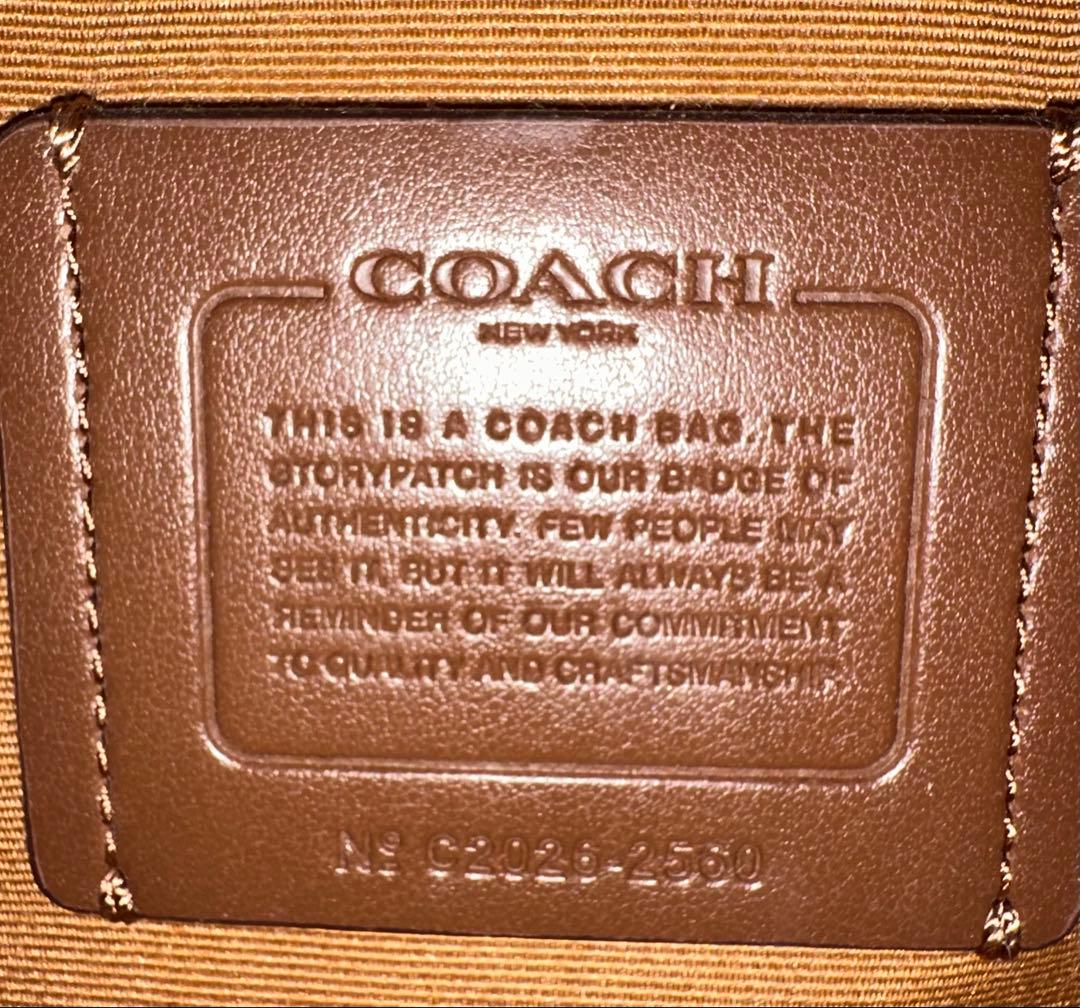 COACH
NEW YORK
THIS IS A COACH BAG. THE
STORYPATCH IS OUR BADGE OF
AUTHENTICITY. FEW PEOPLE MAY
SEE IT, BUT IT WILL ALWAYS BE A
REMINDER OF OUR COMMITMENT
TO QUALITY AND CRAFTSMANSHIP.
Nº C2026-2560